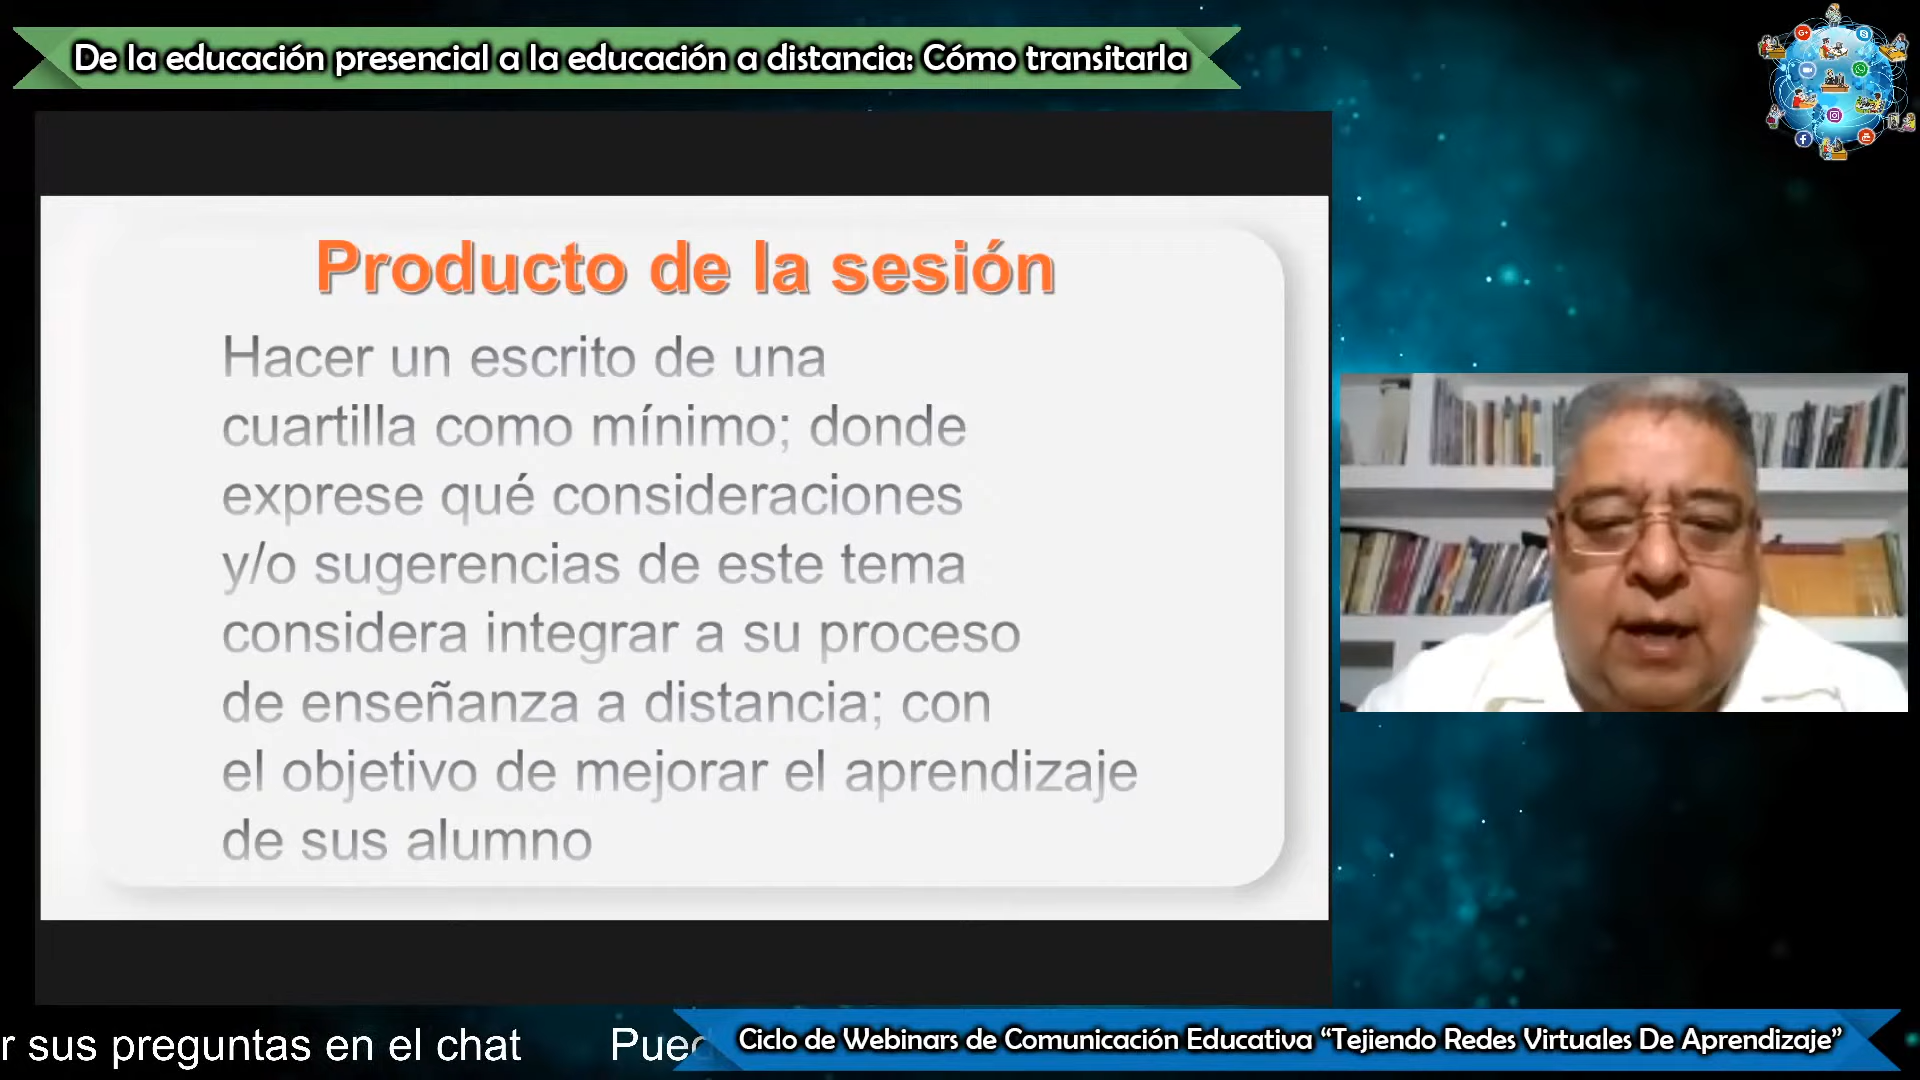 De la educación presencial a la educación a distancia: Cómo transitarla
Producto de la sesión
Hacer un escrito de una
cuartilla como mínimo; donde
exprese qué consideraciones
y/o sugerencias de este tema
considera integrar a su proceso
de enseñanza a distancia; con
el objetivo de mejorar el aprendizaje
de sus alumno
r sus preguntas en el chat
Ciclo de Webinars de Comunicación Educativa “Tejiendo Redes Virtuales De Aprendizaje”